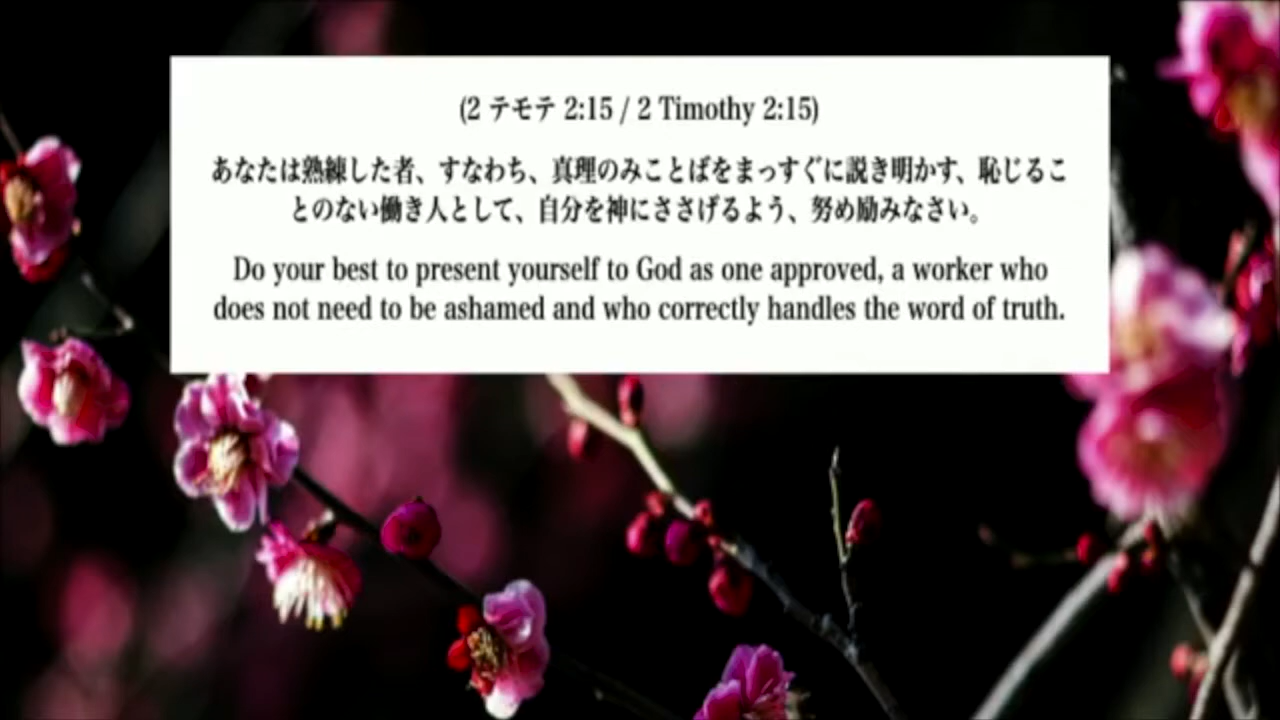 (2 テモテ 2:15 / 2 Timothy 2:15)
あなたは熟練した者、すなわち、真理のみことばをまっすぐに説き明かす、恥じるこ
とのない働き人として、自分を神にささげるよう、努め励みなさい。
Do your best to present yourself to God as one approved, a worker who
does not need to be ashamed and who correctly handles the word of truth.